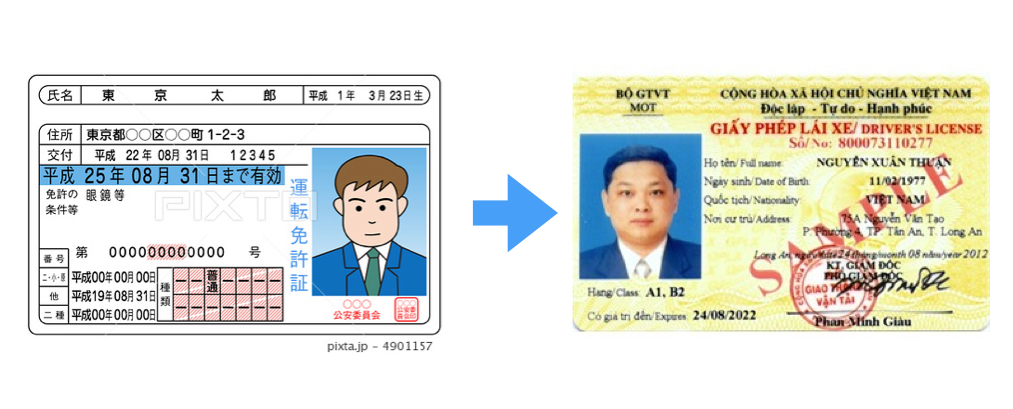 氏名 東京太郎 平成 1年 3月23日生
住所 東京都○○区○○町1-2-3
交付 平成 22年 08月 31日 12345
平成 25年 08月 31日まで有効
免許の 眼鏡等
条件等
運転免許証
PIXTA
番号 第 000000000000 号
二・小・原 平成00年00月00日
他 平成19年08月31日
二種 平成00年00月00日
種類 普通
○○○
公安委員会
公安委
員会印
pixta.jp - 4901157
BỘ GTVT
MOT
CỘNG HÒA XÃ HỘI CHỦ NGHĨA VIỆT NAM
Độc lập - Tự do - Hạnh phúc
GIẤY PHÉP LÁI XE/ DRIVER'S LICENSE
Số/No: 800073110277
Họ tên/ Full name: NGUYỄN XUÂN THUẬN
Ngày sinh/ Date of Birth: 11/02/1977
Quốc tịch/ Nationality: VIỆT NAM
Nơi cư trú/Address: 75A Nguyễn Văn Tạo
P. Phường 4, TP. Tân An, T. Long An
Long An, ngày/date 24 tháng/month 08 năm/year 2012
KT. GIÁM ĐỐC
PHÓ GIÁM ĐỐC
SAMPLE
GIAO THÔNG
VẬN TẢI
Hạng/Class: A1, B2
Có giá trị đến/Expires: 24/08/2022
Phan Minh Giàu